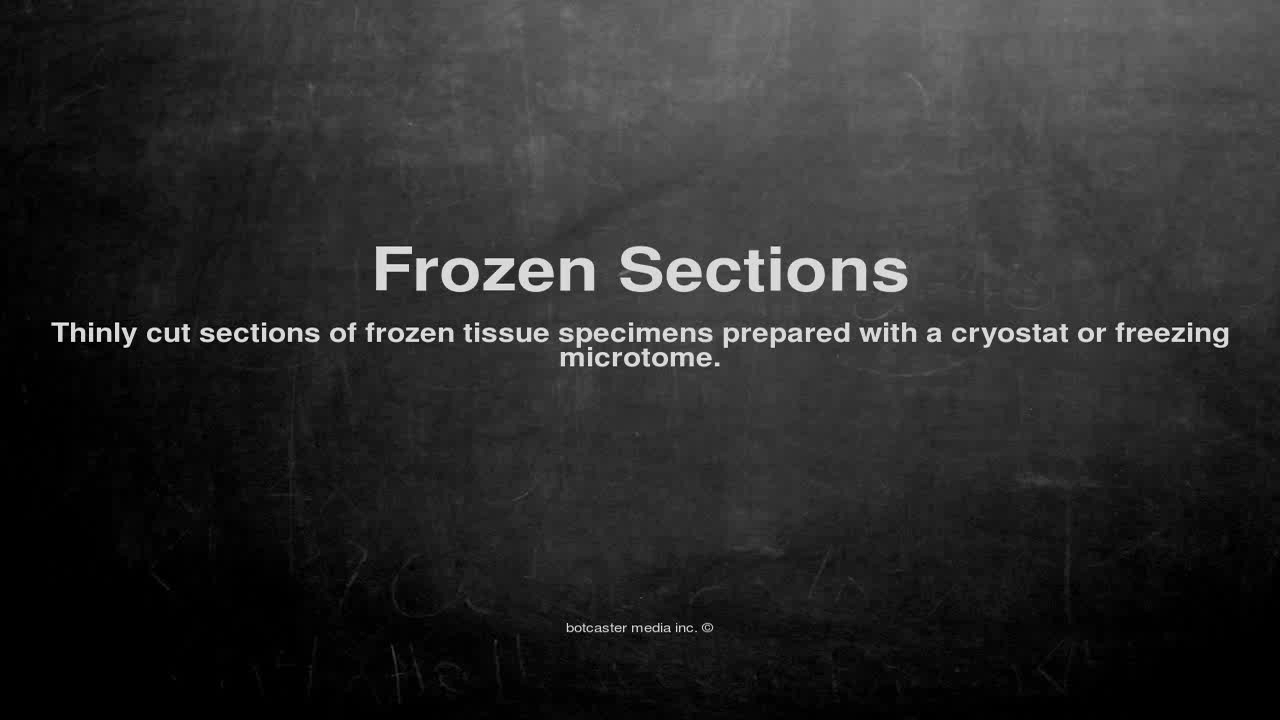 Frozen Sections
Thinly cut sections of frozen tissue specimens prepared with a cryostat or freezing
microtome.
botcaster media inc. ©